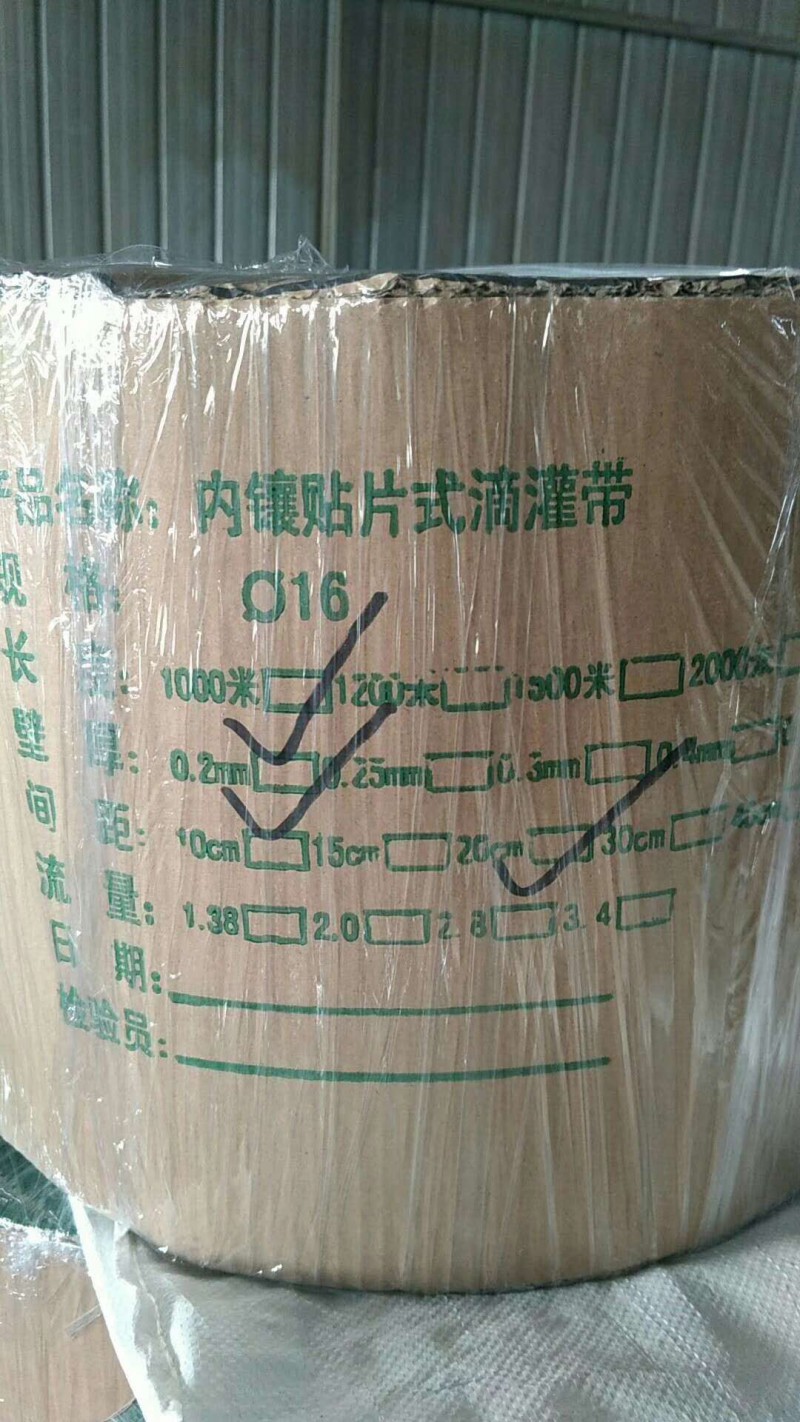 产品名称：内镶贴片式滴灌带
规格：Ø16
长度：1000米 1200米 1500米 2000米
壁厚：0.2mm 0.25mm 0.3mm 0.4mm
间距：10cm 15cm 20cm 30cm
流量：1.38 2.0 2.8 3.4
日期：
检验员：